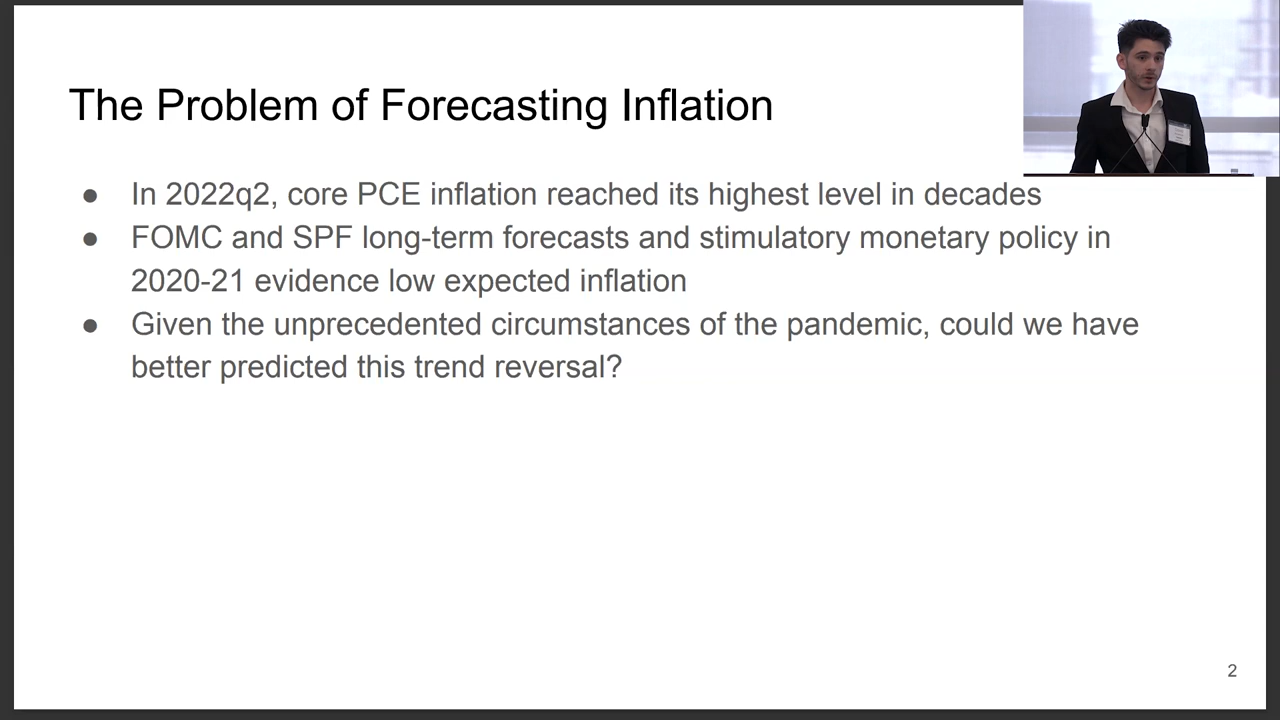 The Problem of Forecasting Inflation
● In 2022q2, core PCE inflation reached its highest level in decades
● FOMC and SPF long-term forecasts and stimulatory monetary policy in
2020-21 evidence low expected inflation
● Given the unprecedented circumstances of the pandemic, could we have
better predicted this trend reversal?
2